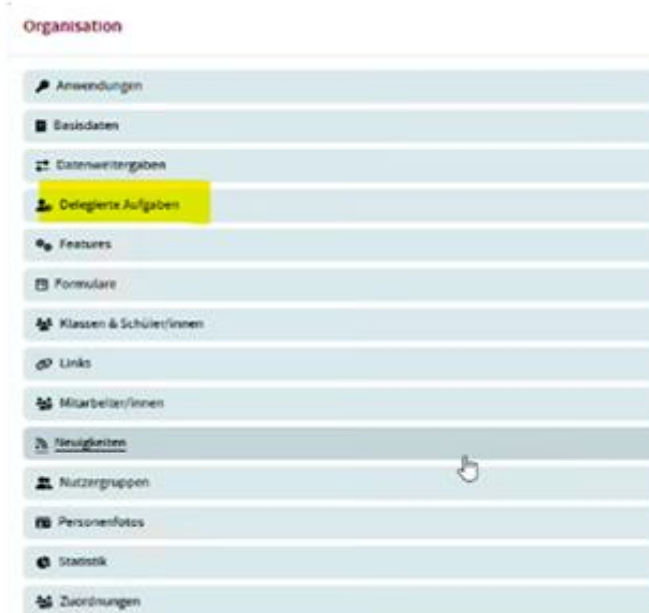 Organisation
Anwendungen
Basisdaten
Datenweitergaben
Delegierte Aufgaben
Features
Formulare
Klassen & Schüler/innen
Links
Mitarbeiter/innen
Neuigkeiten
Nutzergruppen
Personenfotos
Statistik
Zuordnungen